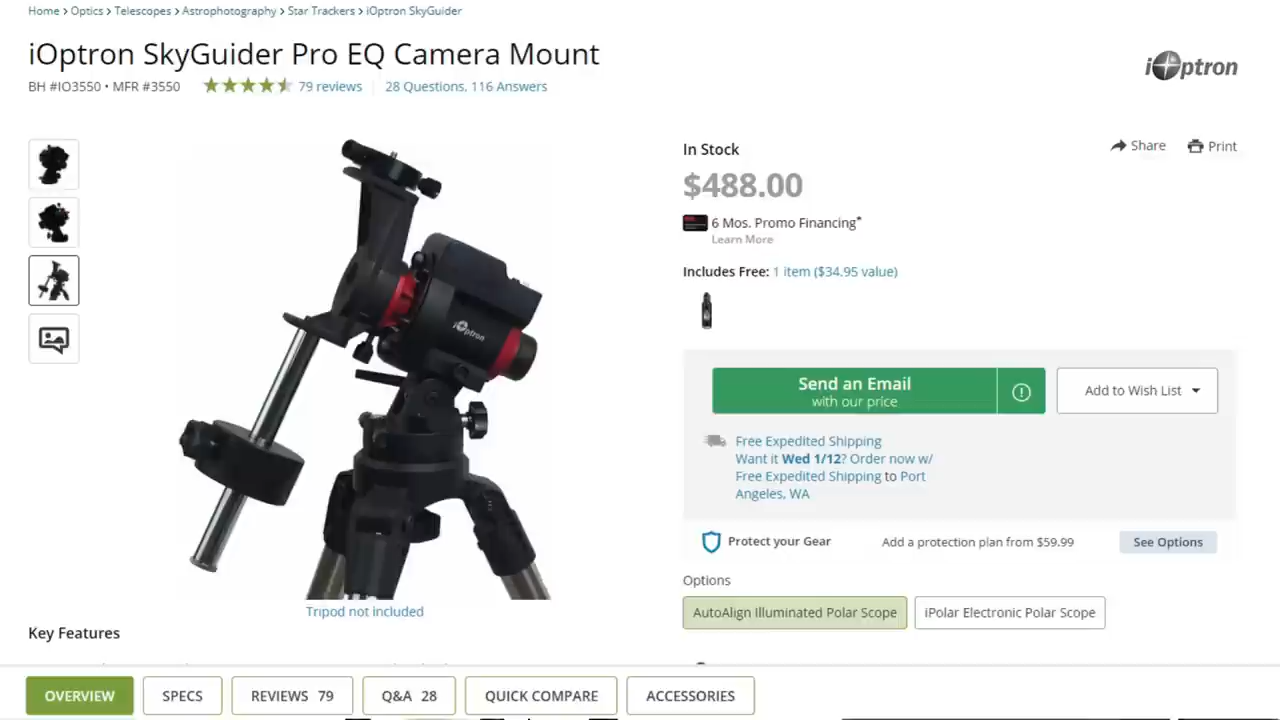 Home > Optics > Telescopes > Astrophotography > Star Trackers > iOptron SkyGuider
iOptron SkyGuider Pro EQ Camera Mount
BH #IO3550 • MFR #3550 79 reviews 28 Questions, 116 Answers
iOptron
In Stock
Share Print
$488.00
6 Mos. Promo Financing*
Learn More
Includes Free: 1 item ($34.95 value)
iOptron
Send an Email
with our price
Add to Wish List
Free Expedited Shipping
Want it Wed 1/12? Order now w/
Free Expedited Shipping to Port
Angeles, WA
Protect your Gear Add a protection plan from $59.99 See Options
Options
AutoAlign Illuminated Polar Scope iPolar Electronic Polar Scope
Tripod not included
Key Features
OVERVIEW SPECS REVIEWS 79 Q&A 28 QUICK COMPARE ACCESSORIES